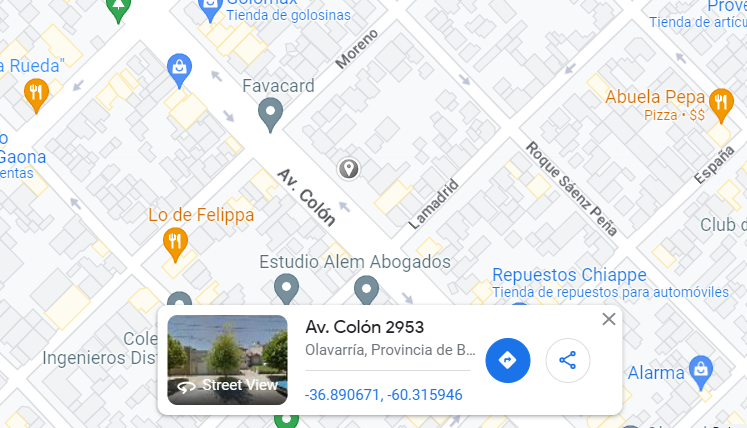 Golomax
Tienda de golosinas
Prove
Tienda de artícu
Moreno
a Rueda"
Favacard
Abuela Pepa
Pizza • $$
o
Gaona
entas
Roque Sáenz Peña
España
Av. Colón
Lamadrid
Lo de Felippa
Club d
Estudio Alem Abogados
Repuestos Chiappe
Tienda de repuestos para automóviles
Cole
Ingenieros Dist
Av. Colón 2953
Olavarría, Provincia de B...
Street View
-36.890671, -60.315946
Alarma